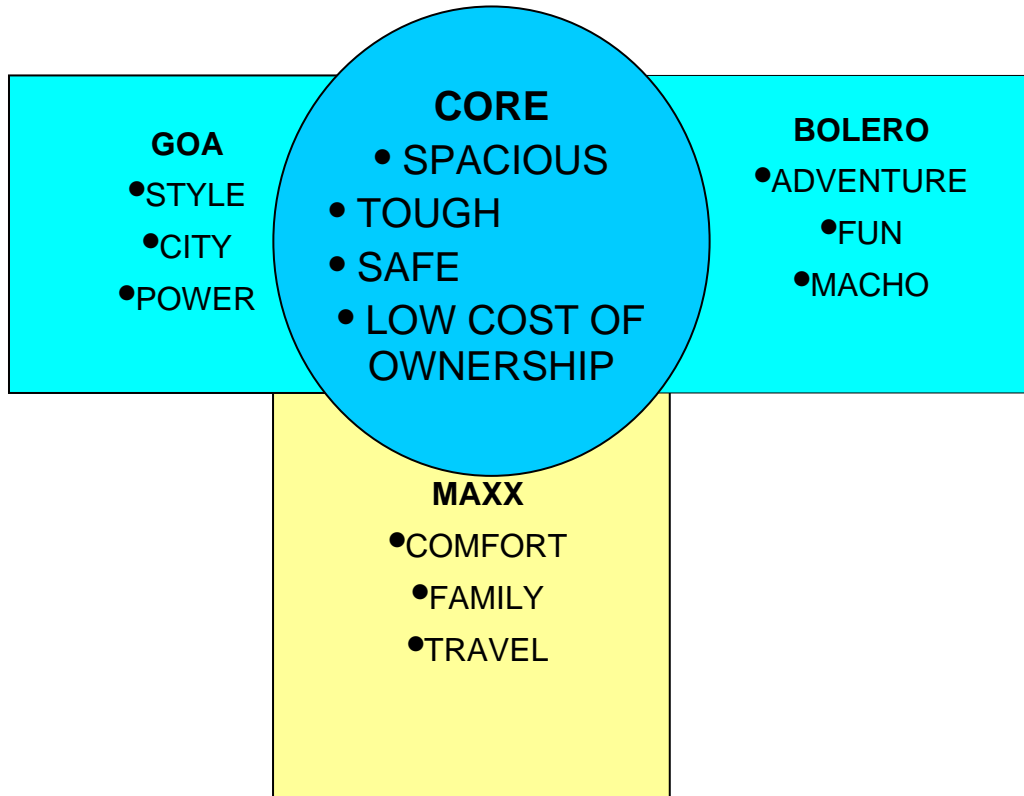 CORE
• SPACIOUS
• TOUGH
• SAFE
• LOW COST OF
OWNERSHIP
GOA
•STYLE
•CITY
•POWER
BOLERO
•ADVENTURE
•FUN
•MACHO
MAXX
•COMFORT
•FAMILY
•TRAVEL